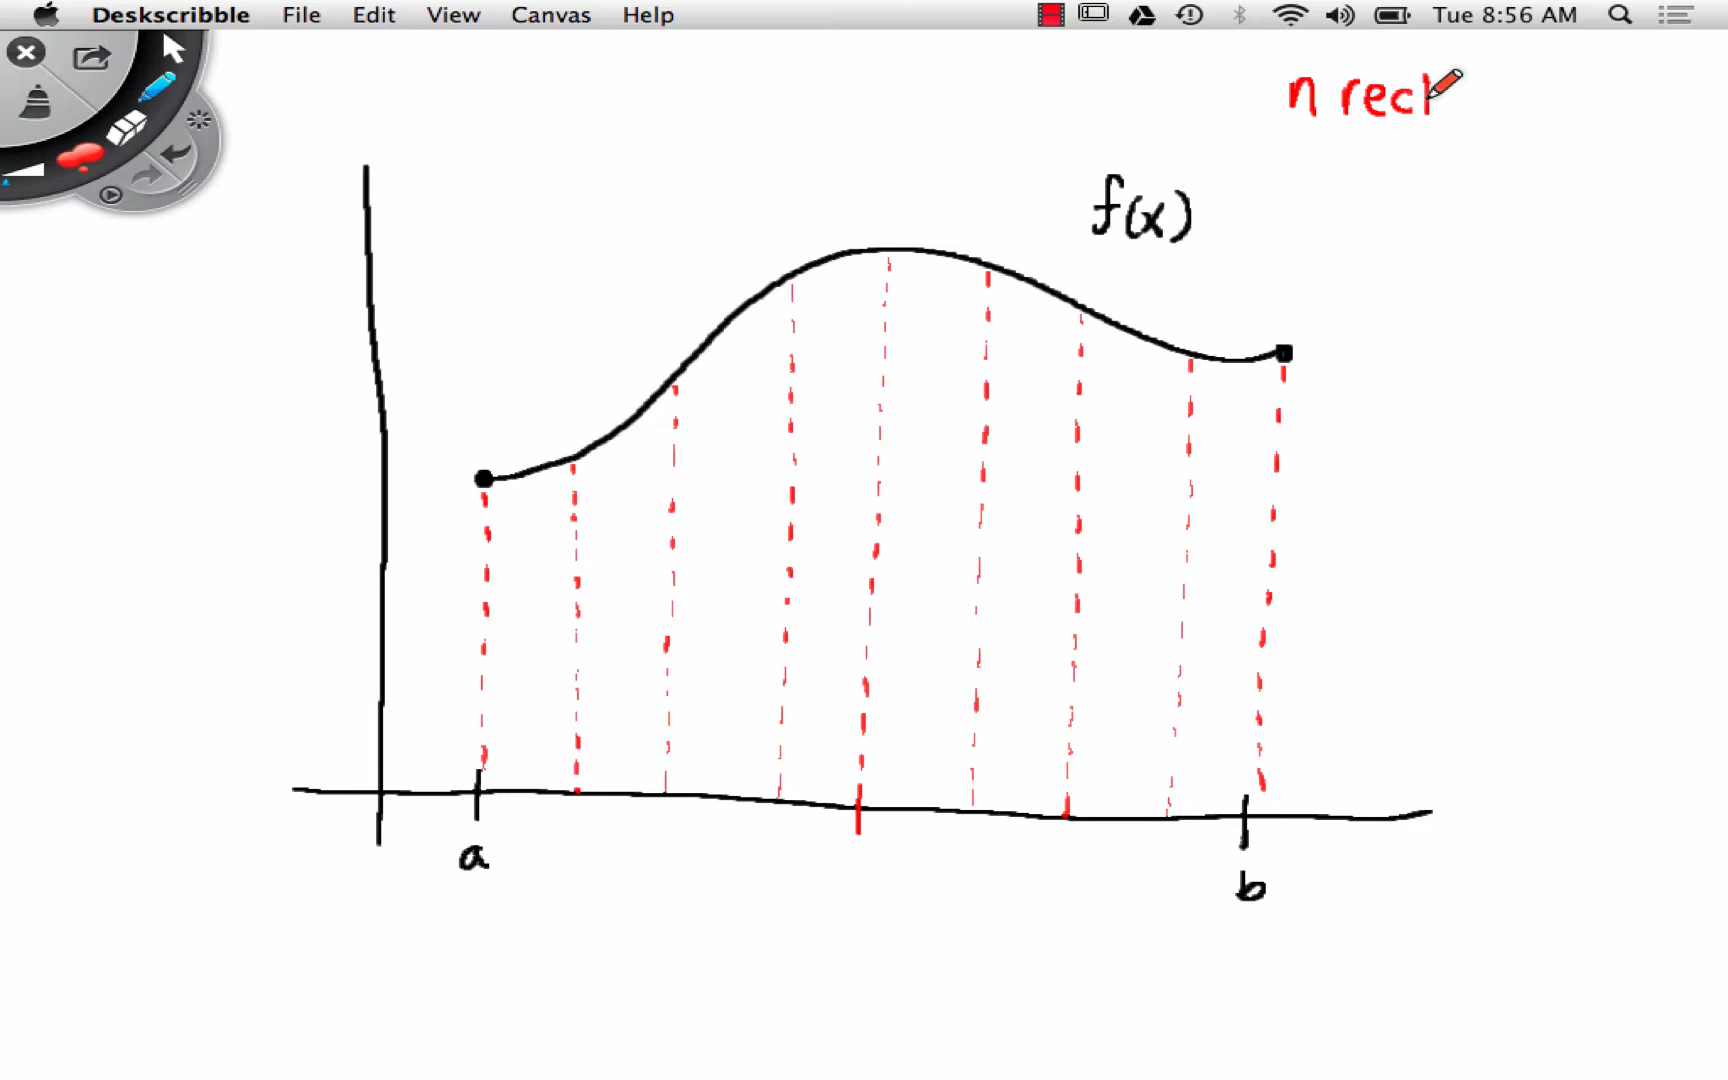 Deskscribble File Edit View Canvas Help Tue 8:56 AM
n rect
f(x)
a
b